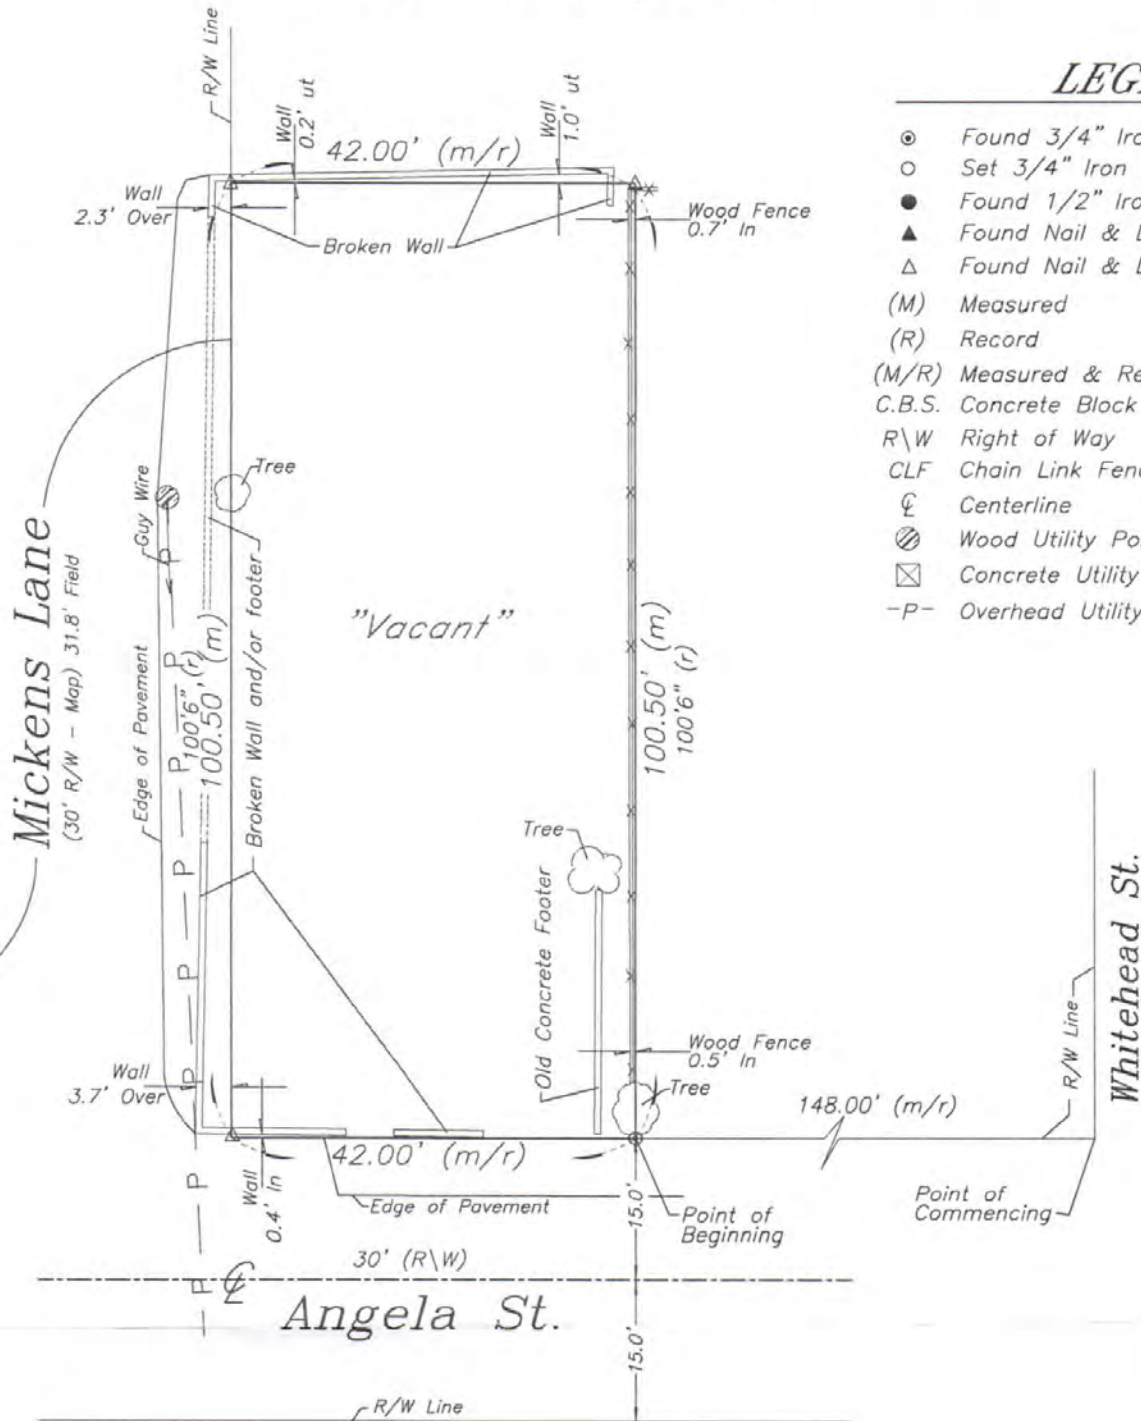 R/W Line
Wall
0.2' ut
42.00' (m/r)
Wall
1.0' ut
Wall
2.3' Over
Broken Wall
Wood Fence
0.7' In
Guy Wire
Tree
Mickens Lane
(30' R/W - Map) 31.8' Field
Edge of Pavement
P
P
P
P
P
P
P
P
P
P
100'6" (r)
100.50' (m)
Broken Wall and/or footer
"Vacant"
100.50' (m)
100'6" (r)
Tree
Old Concrete Footer
Wood Fence
0.5' In
Tree
Wall
3.7' Over
148.00' (m/r)
R/W Line
Whitehead St.
42.00' (m/r)
Wall
0.4' In
Edge of Pavement
15.0'
Point of
Beginning
Point of
Commencing
30' (R\W)
℄
Angela St.
15.0'
R/W Line
LEG
Found 3/4" Iro
Set 3/4" Iron
Found 1/2" Iro
Found Nail &
Found Nail &
(M) Measured
(R) Record
(M/R) Measured & Re
C.B.S. Concrete Block
R\W Right of Way
CLF Chain Link Fenc
℄ Centerline
Wood Utility Po
Concrete Utility
-P- Overhead Utility